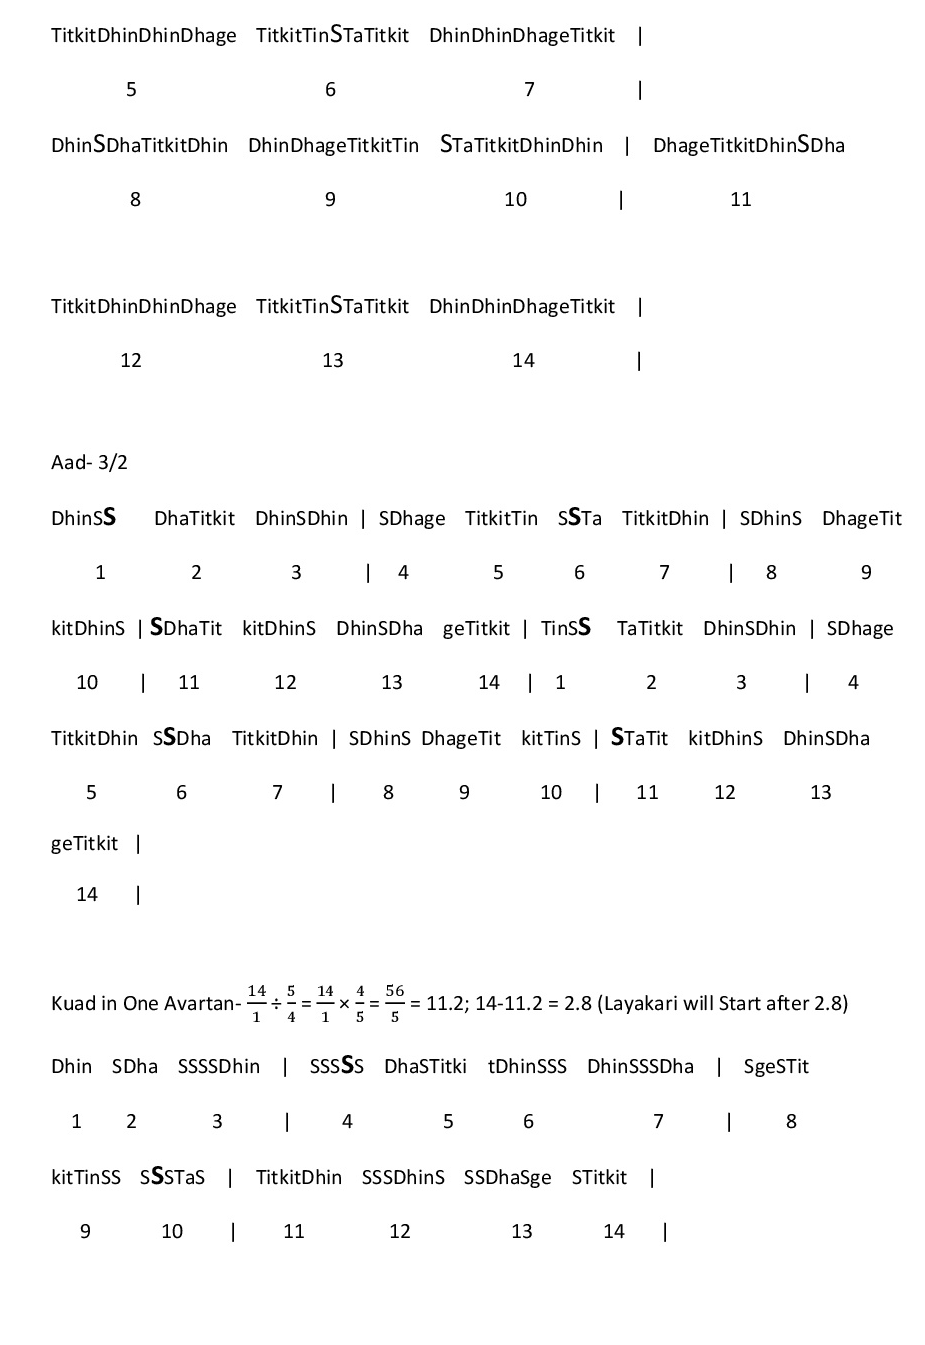 TitkitDhinDhinDhage TitkitTinSTaTitkit DhinDhinDhageTitkit |
5 6 7 |
DhinSDhaTitkitDhin DhinDhageTitkitTin STaTitkitDhinDhin | DhageTitkitDhinSDha
8 9 10 | 11
TitkitDhinDhinDhage TitkitTinSTaTitkit DhinDhinDhageTitkit |
12 13 14 |
Aad- 3/2
DhinSS DhaTitkit DhinSDhin | SDhage TitkitTin SSTa TitkitDhin | SDhinS DhageTit
1 2 3 | 4 5 6 7 | 8 9
kitDhinS | SDhaTit kitDhinS DhinSDha geTitkit | TinSS TaTitkit DhinSDhin | SDhage
10 | 11 12 13 14 | 1 2 3 | 4
TitkitDhin SSDha TitkitDhin | SDhinS DhageTit kitTinS | STaTit kitDhinS DhinSDha
5 6 7 | 8 9 10 | 11 12 13
geTitkit |
14 |
Kuad in One Avartan- 14/1 ÷ 5/4 = 14/1 × 4/5 = 56/5 = 11.2; 14-11.2 = 2.8 (Layakari will Start after 2.8)
Dhin SDha SSSSDhin | SSSSS DhaSTitki tDhinSSS DhinSSSDha | SgeSTit
1 2 3 | 4 5 6 7 | 8
kitTinSS SSSTaS | TitkitDhin SSSDhinS SSDhaSge STitkit |
9 10 | 11 12 13 14 |